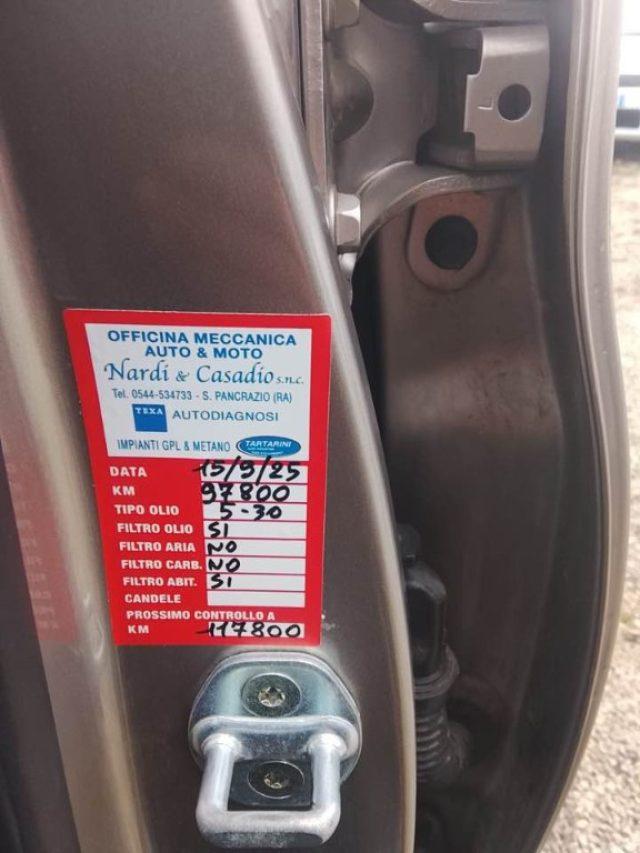 L
OFFICINA MECCANICA
AUTO & MOTO
Nardi & Casadio s.n.c.
Tel. 0544-534733 - S. PANCRAZIO (RA)
TEXA AUTODIAGNOSI
IMPIANTI GPL & METANO TARTARINI
DATA 15/9/25
KM 97800
TIPO OLIO 5-30
FILTRO OLIO SI
FILTRO ARIA NO
FILTRO CARB. NO
FILTRO ABIT. SI
CANDELE
PROSSIMO CONTROLLO A
KM 117800